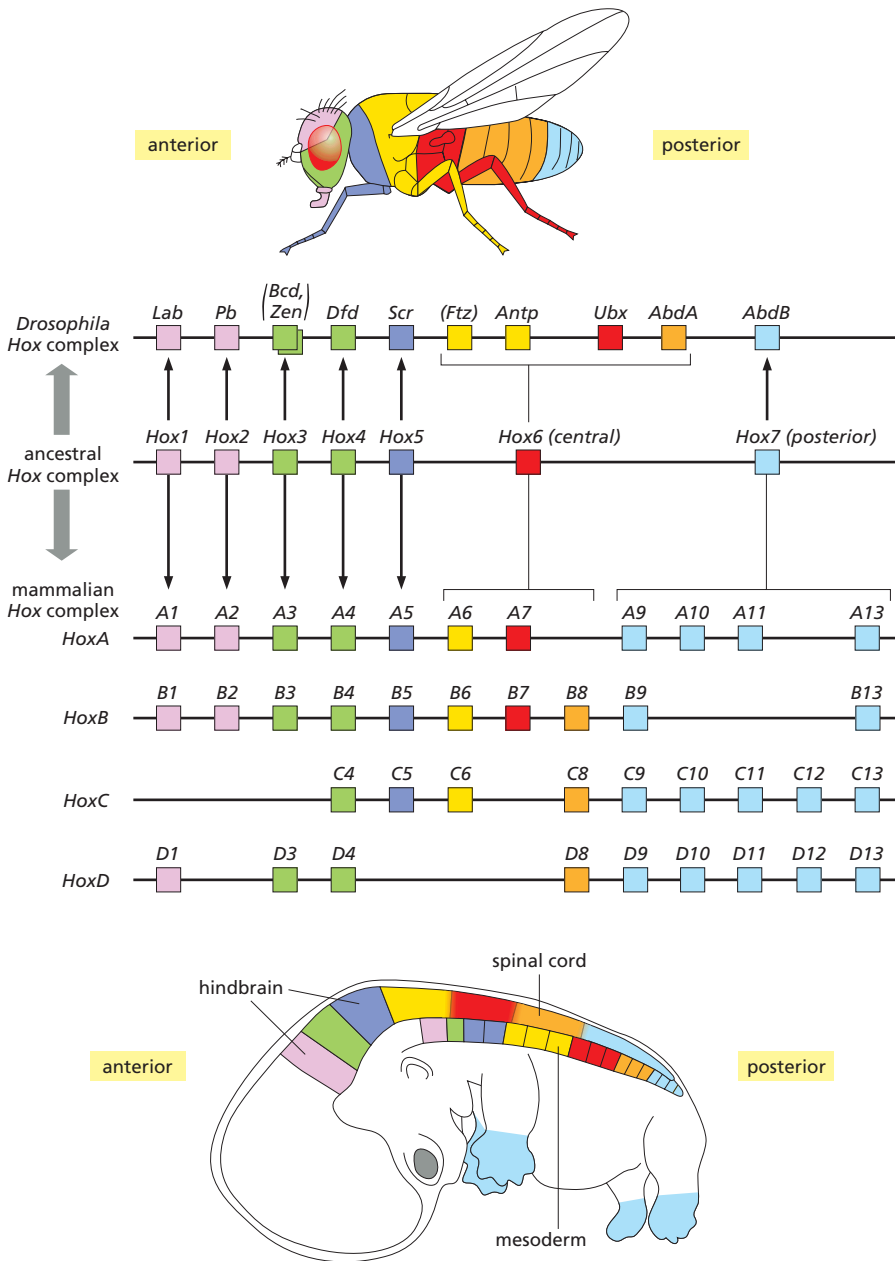 anterior posterior
(Bcd,
Lab Pb Zen) Dfd Scr (Ftz) Antp Ubx AbdA AbdB
Drosophila
Hox complex
Hox1 Hox2 Hox3 Hox4 Hox5 Hox6 (central) Hox7 (posterior)
ancestral
Hox complex
mammalian
Hox complex
A1 A2 A3 A4 A5 A6 A7 A9 A10 A11 A13
HoxA
B1 B2 B3 B4 B5 B6 B7 B8 B9 B13
HoxB
C4 C5 C6 C8 C9 C10 C11 C12 C13
HoxC
D1 D3 D4 D8 D9 D10 D11 D12 D13
HoxD
spinal cord
hindbrain
anterior posterior
mesoderm